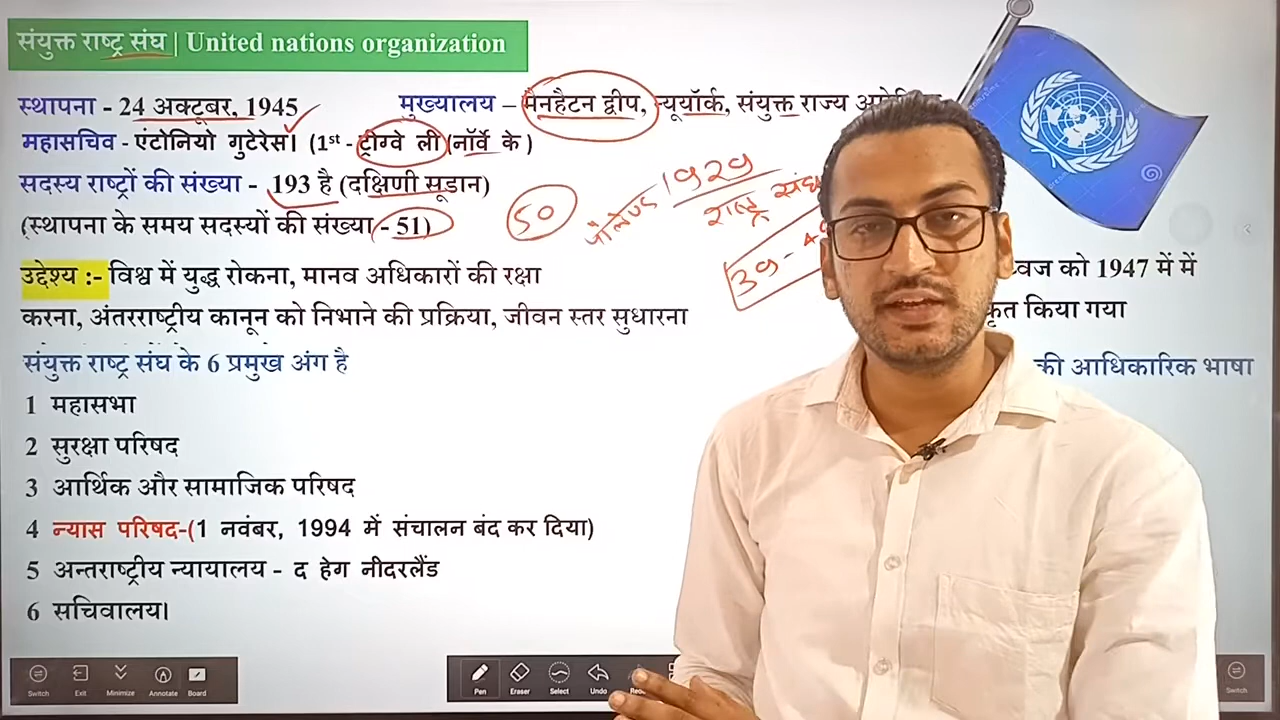 संयुक्त राष्ट्र संघ | United nations organization
स्थापना - 24 अक्टूबर, 1945
मुख्यालय – मैनहैटन द्वीप, न्यूयॉर्क, संयुक्त राज्य
महासचिव - एंटोनियो गुटेरेस। (1st - ट्रीग्वे ली (नॉर्वे के )
सदस्य राष्ट्रों की संख्या - 193 है (दक्षिणी सूडान)
(स्थापना के समय सदस्यों की संख्या - 51)
50
पौलेण्ड
1929
राष्ट्र संघ
39-
उद्देश्य :- विश्व में युद्ध रोकना, मानव अधिकारों की रक्षा
करना, अंतरराष्ट्रीय कानून को निभाने की प्रक्रिया, जीवन स्तर सुधारना
को 1947 में में
किया गया
संयुक्त राष्ट्र संघ के 6 प्रमुख अंग है
की आधिकारिक भाषा
1 महासभा
2 सुरक्षा परिषद
3 आर्थिक और सामाजिक परिषद
4 न्यास परिषद-(1 नवंबर, 1994 में संचालन बंद कर दिया)
5 अन्तराष्ट्रीय न्यायालय - द हेग नीदरलैंड
6 सचिवालय।
Switch Exit Minimize Annotate Board
Pen Eraser Select Undo
Switch